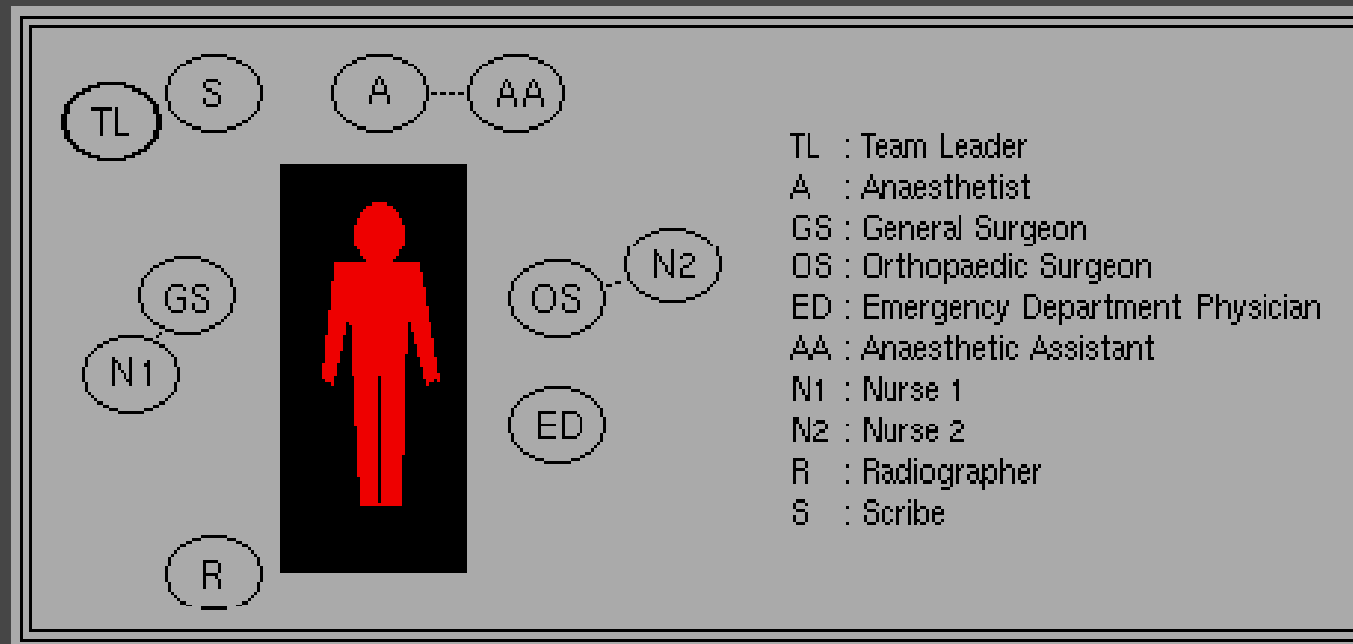 S
A
AA
TL
TL : Team Leader
A : Anaesthetist
GS : General Surgeon
N2
OS : Orthopaedic Surgeon
GS
OS
ED : Emergency Department Physician
AA : Anaesthetic Assistant
N1
N1 : Nurse 1
ED
N2 : Nurse 2
R : Radiographer
S : Scribe
R